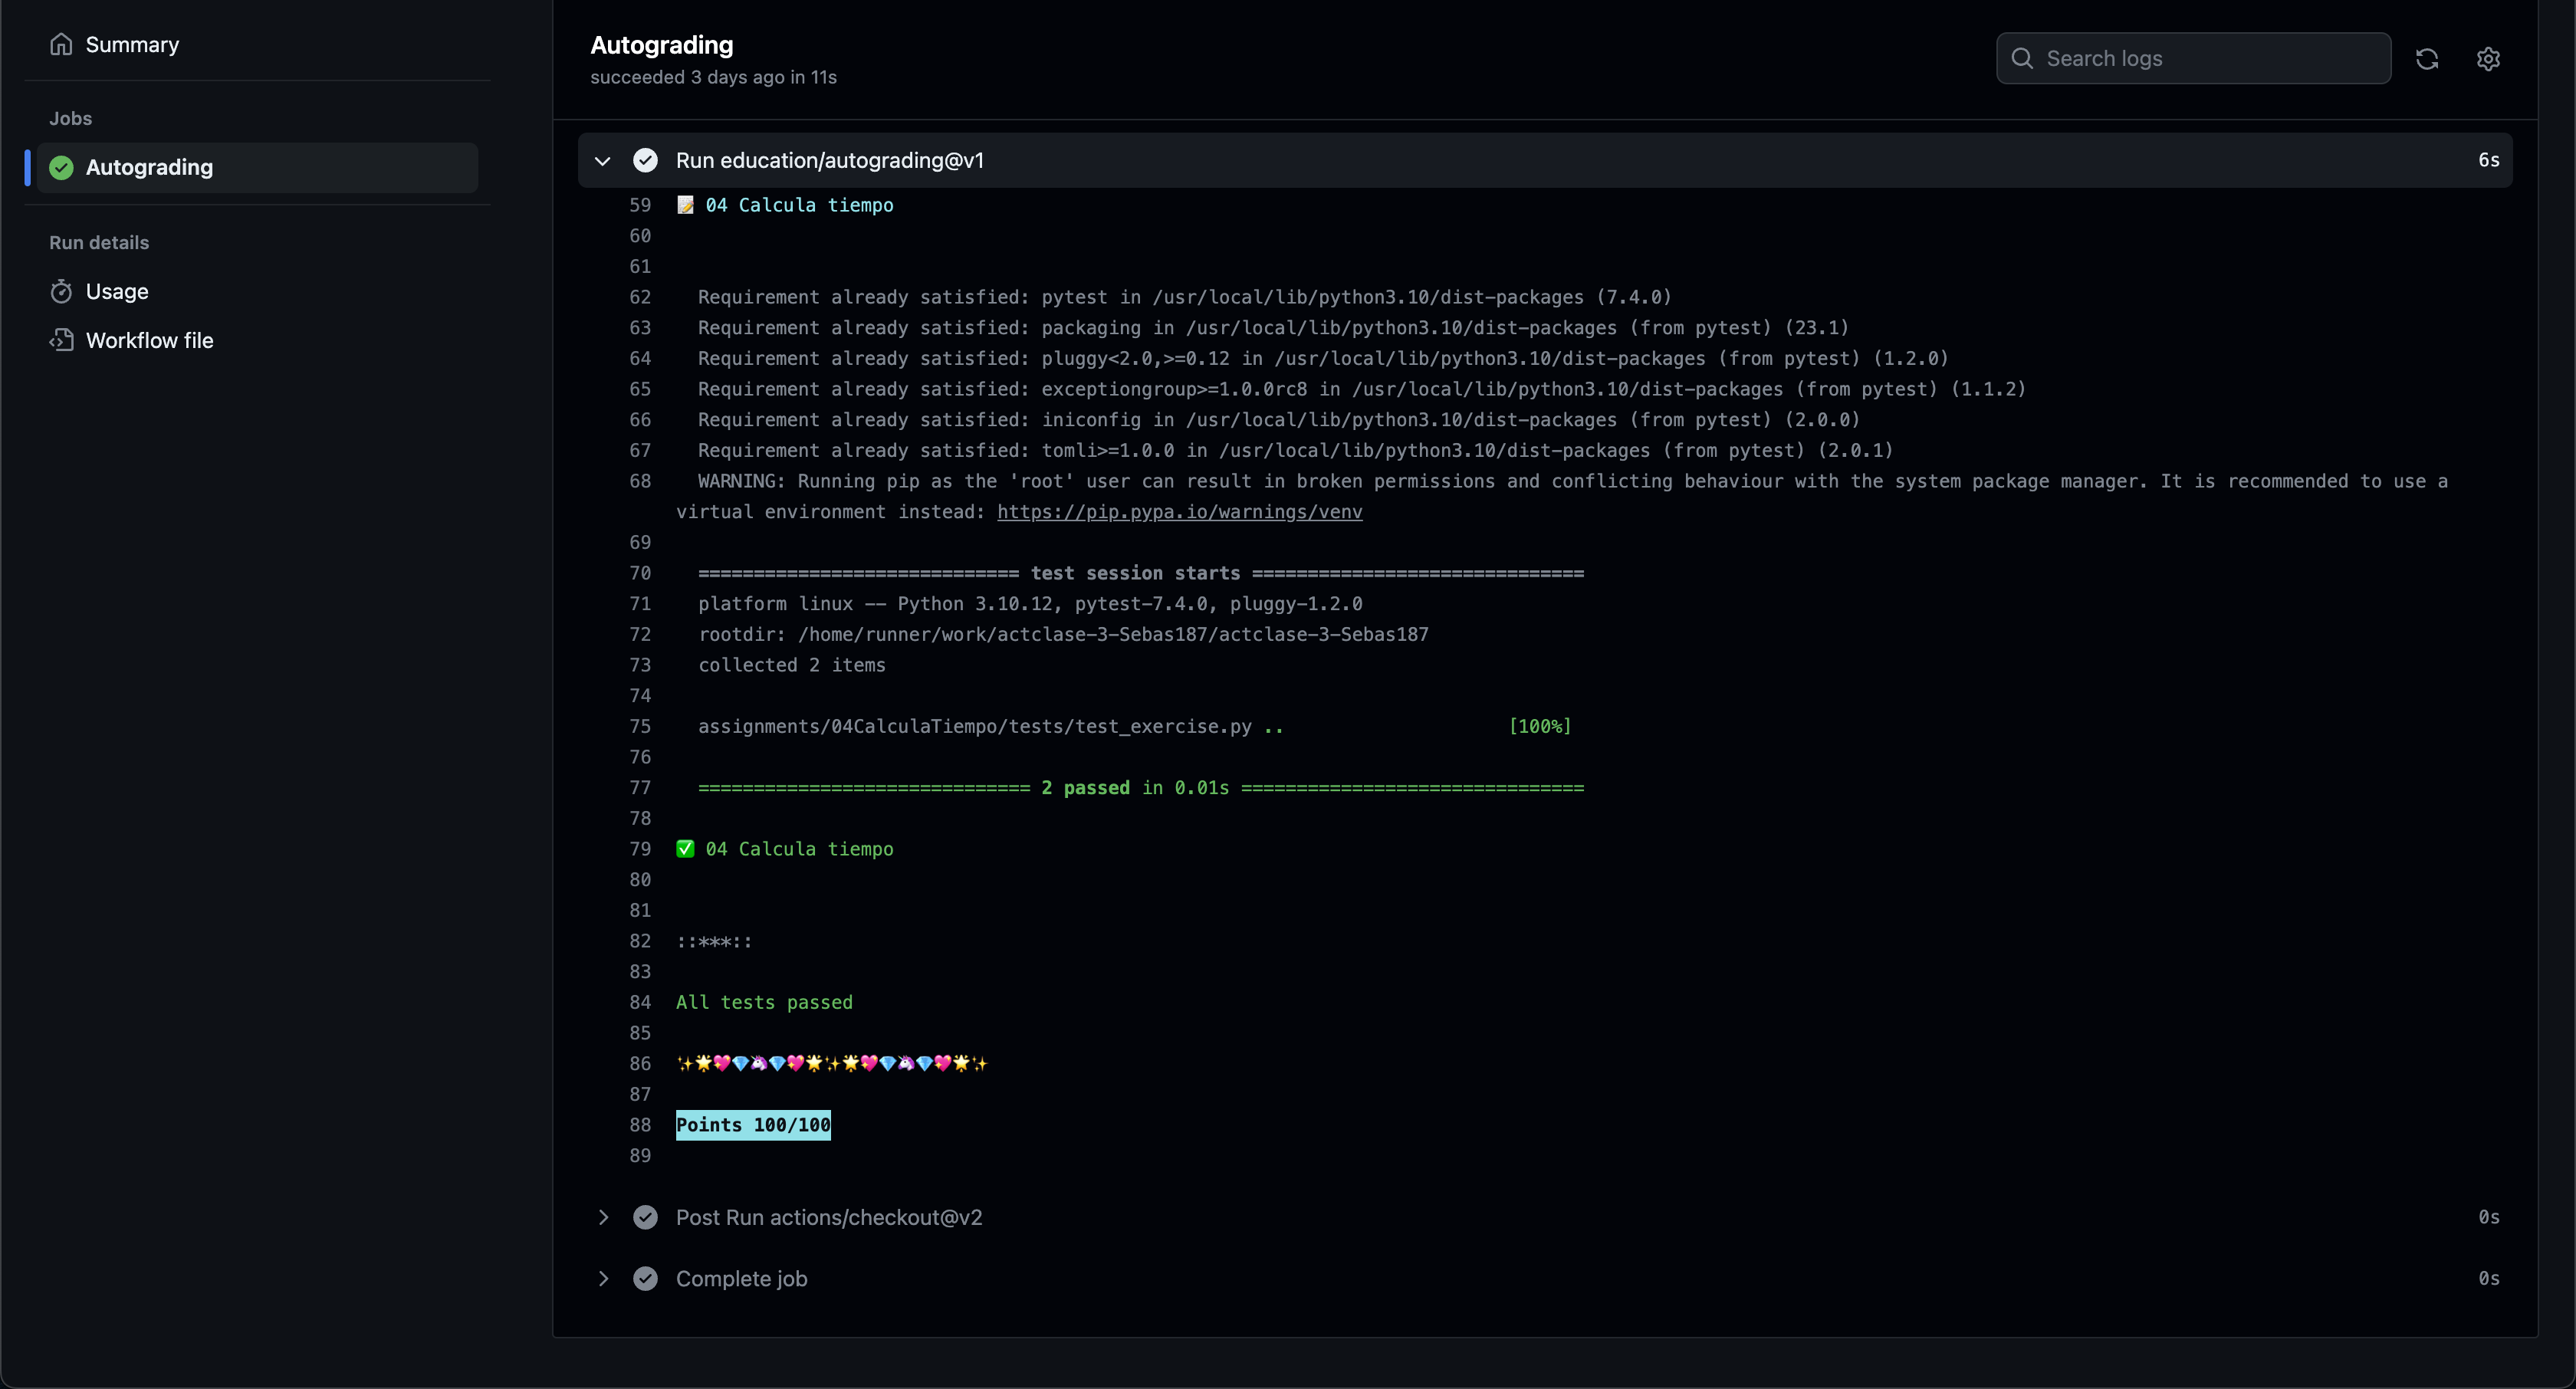 Summary
Jobs
Autograding
Run details
Usage
Workflow file
Autograding
succeeded 3 days ago in 11s
Search logs
Run education/autograding@v1 6s
59 📝 04 Calcula tiempo
60
61
62 Requirement already satisfied: pytest in /usr/local/lib/python3.10/dist-packages (7.4.0)
63 Requirement already satisfied: packaging in /usr/local/lib/python3.10/dist-packages (from pytest) (23.1)
64 Requirement already satisfied: pluggy<2.0,>=0.12 in /usr/local/lib/python3.10/dist-packages (from pytest) (1.2.0)
65 Requirement already satisfied: exceptiongroup>=1.0.0rc8 in /usr/local/lib/python3.10/dist-packages (from pytest) (1.1.2)
66 Requirement already satisfied: iniconfig in /usr/local/lib/python3.10/dist-packages (from pytest) (2.0.0)
67 Requirement already satisfied: tomli>=1.0.0 in /usr/local/lib/python3.10/dist-packages (from pytest) (2.0.1)
68 WARNING: Running pip as the 'root' user can result in broken permissions and conflicting behaviour with the system package manager. It is recommended to use a
virtual environment instead: https://pip.pypa.io/warnings/venv
69
70 ============================= test session starts ==============================
71 platform linux -- Python 3.10.12, pytest-7.4.0, pluggy-1.2.0
72 rootdir: /home/runner/work/actclase-3-Sebas187/actclase-3-Sebas187
73 collected 2 items
74
75 assignments/04CalculaTiempo/tests/test_exercise.py .. [100%]
76
77 ============================== 2 passed in 0.01s ===============================
78
79 ✅ 04 Calcula tiempo
80
81
82 ::***::
83
84 All tests passed
85
86 ✨🌟💖💎🦄💎💖🌟✨🌟💖💎🦄💎💖🌟✨
87
88 Points 100/100
89
Post Run actions/checkout@v2 0s
Complete job 0s